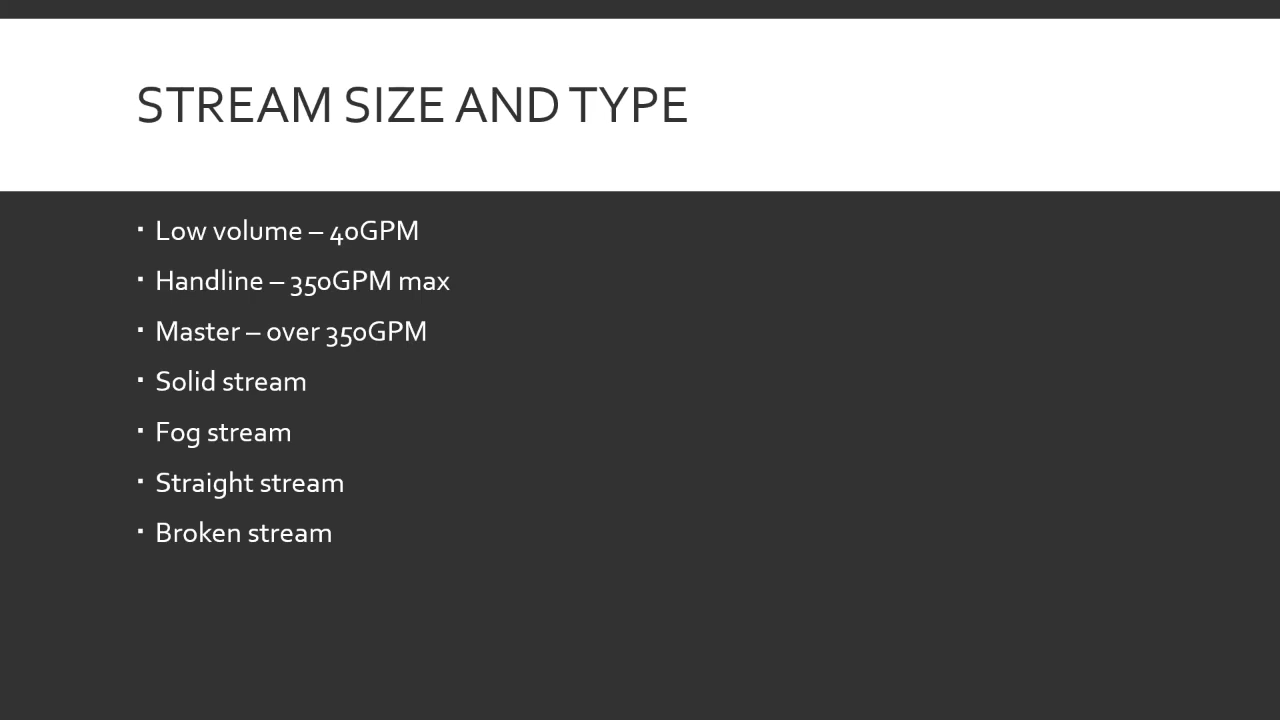 STREAM SIZE AND TYPE
▪ Low volume – 40GPM
▪ Handline – 350GPM max
▪ Master – over 350GPM
▪ Solid stream
▪ Fog stream
▪ Straight stream
▪ Broken stream